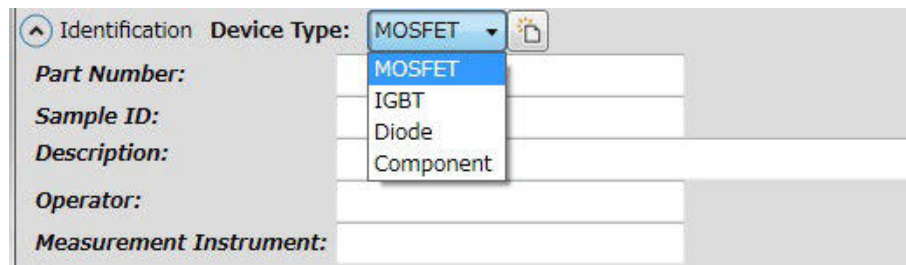 Identification Device Type: MOSFET
Part Number: MOSFET
Sample ID: IGBT
Diode
Description:
Component
Operator:
Measurement Instrument: